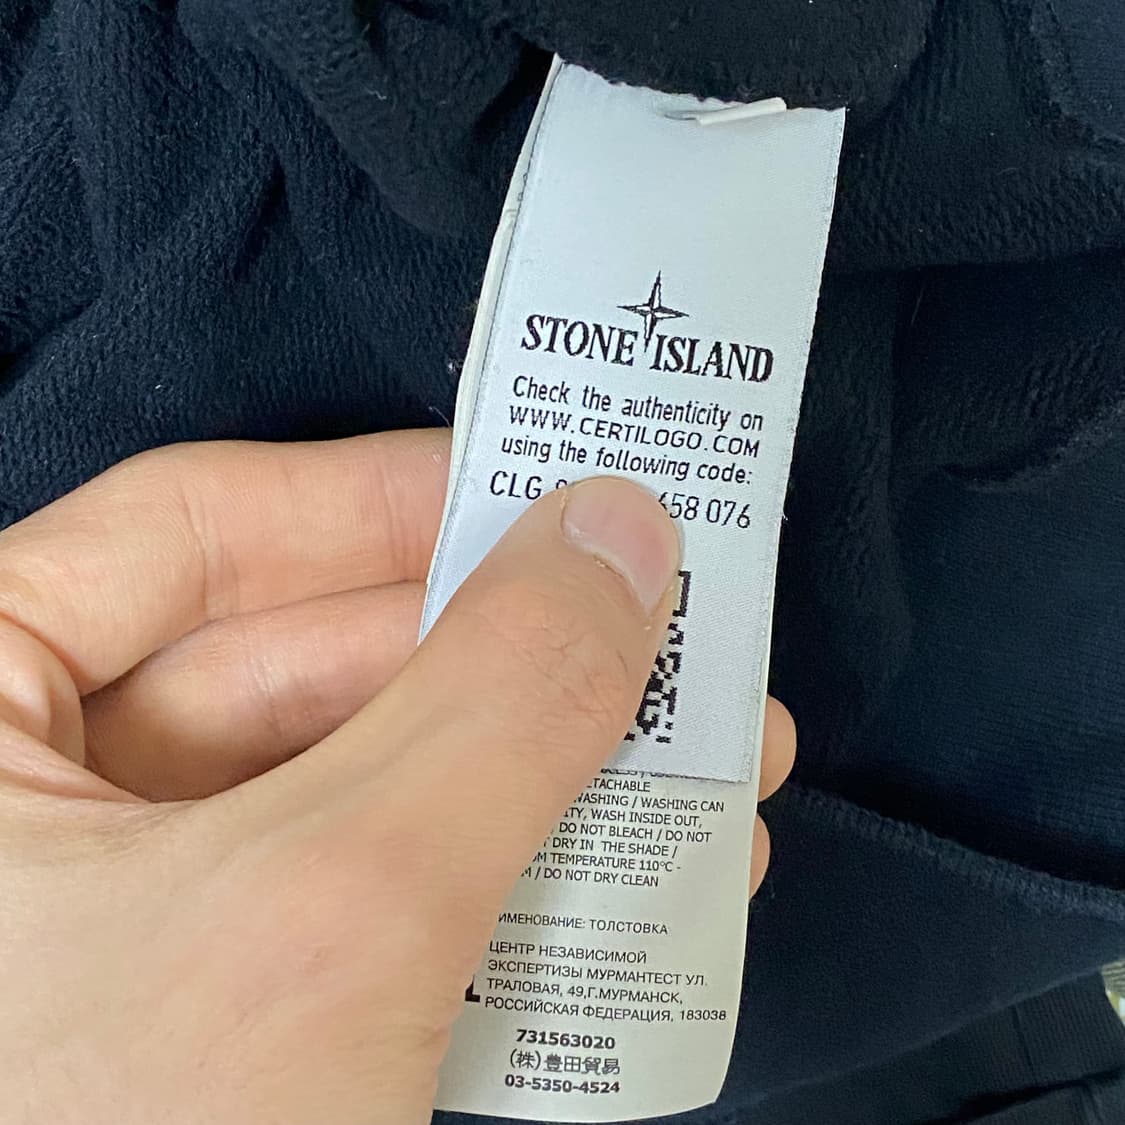 STONE ISLAND
Check the authenticity on
WWW.CERTILOGO.COM
using the following code:
CLG 658 076
WASHING / WASHING CAN
WASH INSIDE OUT,
DO NOT BLEACH / DO NOT
DRY IN THE SHADE /
TEMPERATURE 110°C -
/ DO NOT DRY CLEAN
ТОЛСТОВКА
ЦЕНТР НЕЗАВИСИМОЙ
ЭКСПЕРТИЗЫ МУРМАНТЕСТ УЛ.
ТРАЛОВАЯ, 49,Г.МУРМАНСК,
РОССИЙСКАЯ ФЕДЕРАЦИЯ, 183038
731563020
(株)豊田貿易
03-5350-4524